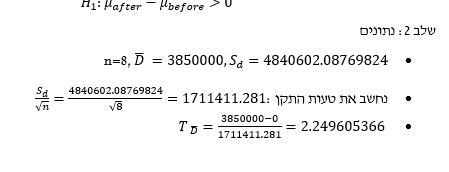 H₁: μ_after − μ_before > 0
שלב 2: נתונים
n=8, D̅ = 3850000, S_d = 4840602.08769824
נחשב את טעות התקן: S_d/√n = 4840602.08769824/√8 = 1711411.281
T_D̅ = (3850000−0)/1711411.281 = 2.249605366